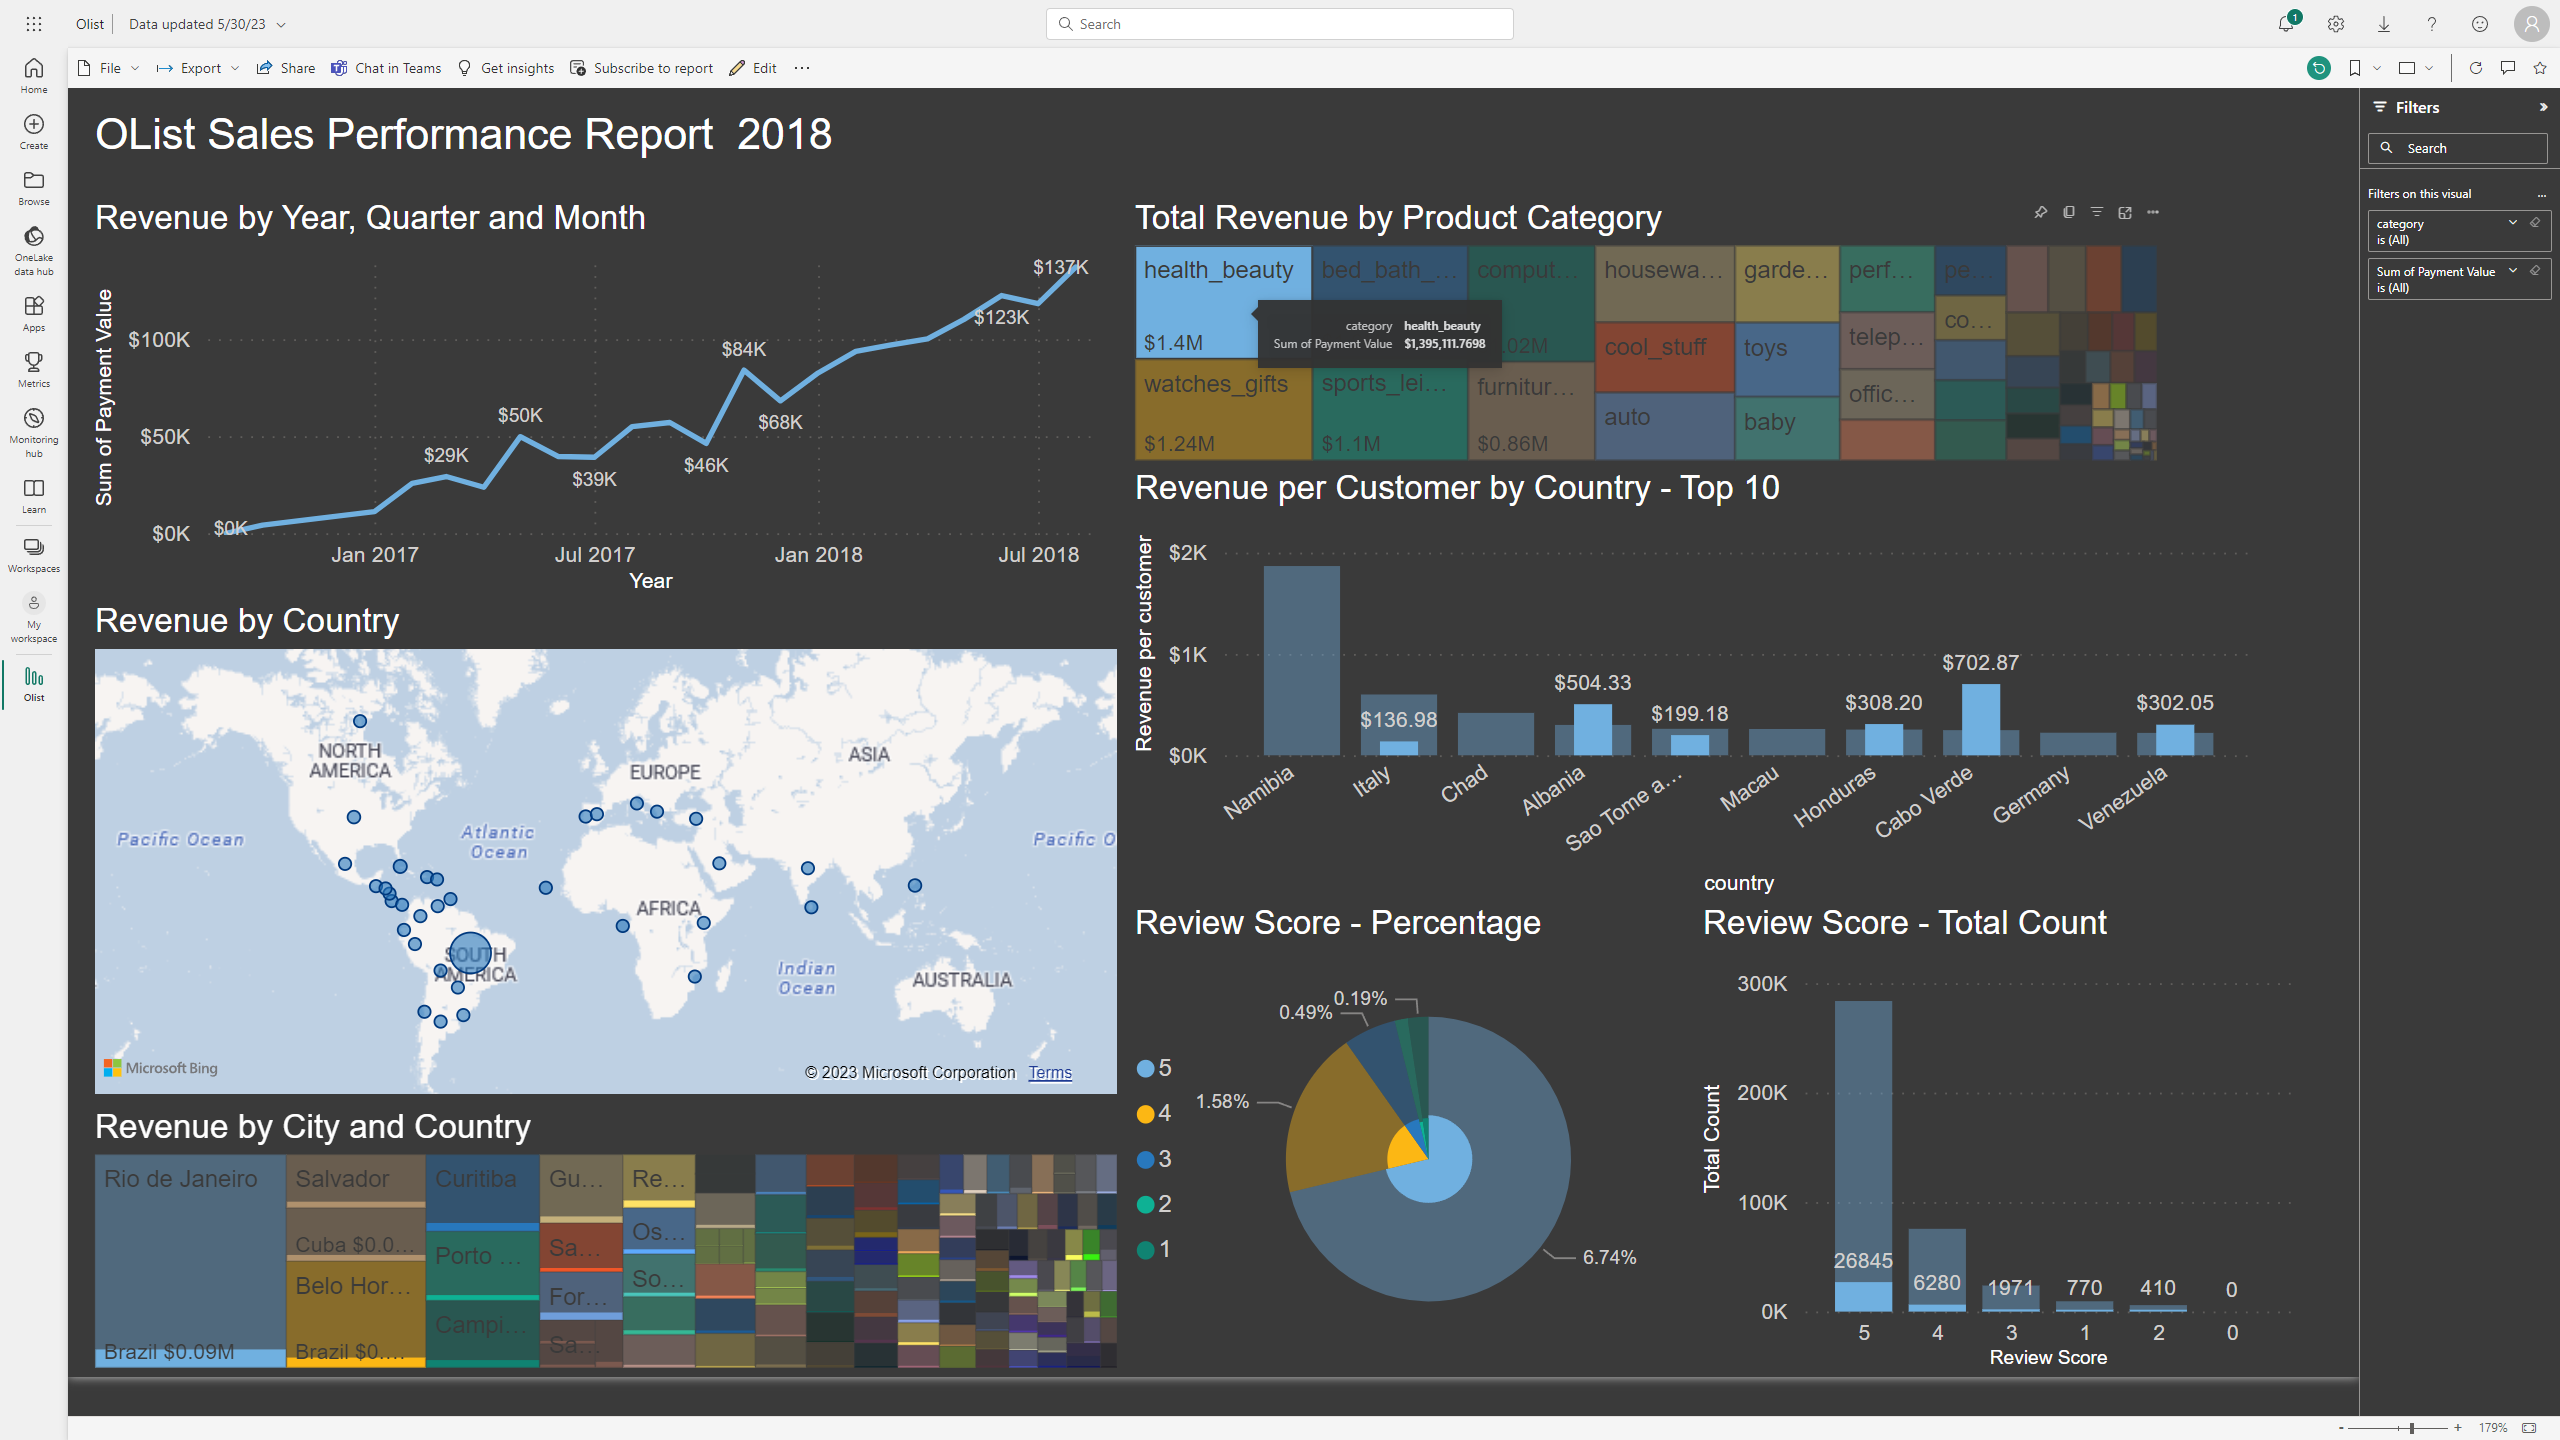 Olist
Data updated 5/30/23
Search
1
File
Export
Share
Chat in Teams
Get insights
Subscribe to report
Edit
Home
Create
Browse
OneLake
data hub
Apps
Metrics
Monitoring
hub
Learn
Workspaces
My
workspace
Olist
OList Sales Performance Report 2018
Revenue by Year, Quarter and Month
Sum of Payment Value
$100K
$50K
$0K
$0K
$29K
$50K
$39K
$46K
$84K
$68K
$123K
$137K
Jan 2017
Jul 2017
Jan 2018
Jul 2018
Year
Revenue by Country
NORTH
AMERICA
EUROPE
ASIA
Pacific Ocean
Atlantic
Ocean
Pacific O
AFRICA
SOUTH
AMERICA
Indian
Ocean
AUSTRALIA
Microsoft Bing
© 2023 Microsoft Corporation Terms
Revenue by City and Country
Rio de Janeiro
Brazil $0.09M
Salvador
Cuba $0.0...
Belo Hor...
Brazil $0....
Curitiba
Porto ...
Campi...
Gu...
Sa...
For...
Sa...
Re...
Os...
So...
Total Revenue by Product Category
health_beauty
$1.4M
watches_gifts
$1.24M
bed_bath_...
sports_lei...
$1.1M
comput...
.02M
furnitur...
$0.86M
housewa...
cool_stuff
auto
garde...
toys
baby
perf...
telep...
offic...
pe...
co...
category health_beauty
Sum of Payment Value $1,395,111.7698
Revenue per Customer by Country - Top 10
Revenue per customer
$2K
$1K
$0K
$136.98
$504.33
$199.18
$308.20
$702.87
$302.05
Namibia
Italy
Chad
Albania
Sao Tome a...
Macau
Honduras
Cabo Verde
Germany
Venezuela
country
Review Score - Percentage
5
4
3
2
1
0.19%
0.49%
1.58%
6.74%
Review Score - Total Count
Total Count
300K
200K
100K
0K
26845
6280
1971
770
410
0
5
4
3
1
2
0
Review Score
Filters
Search
Filters on this visual
category
is (All)
Sum of Payment Value
is (All)
179%